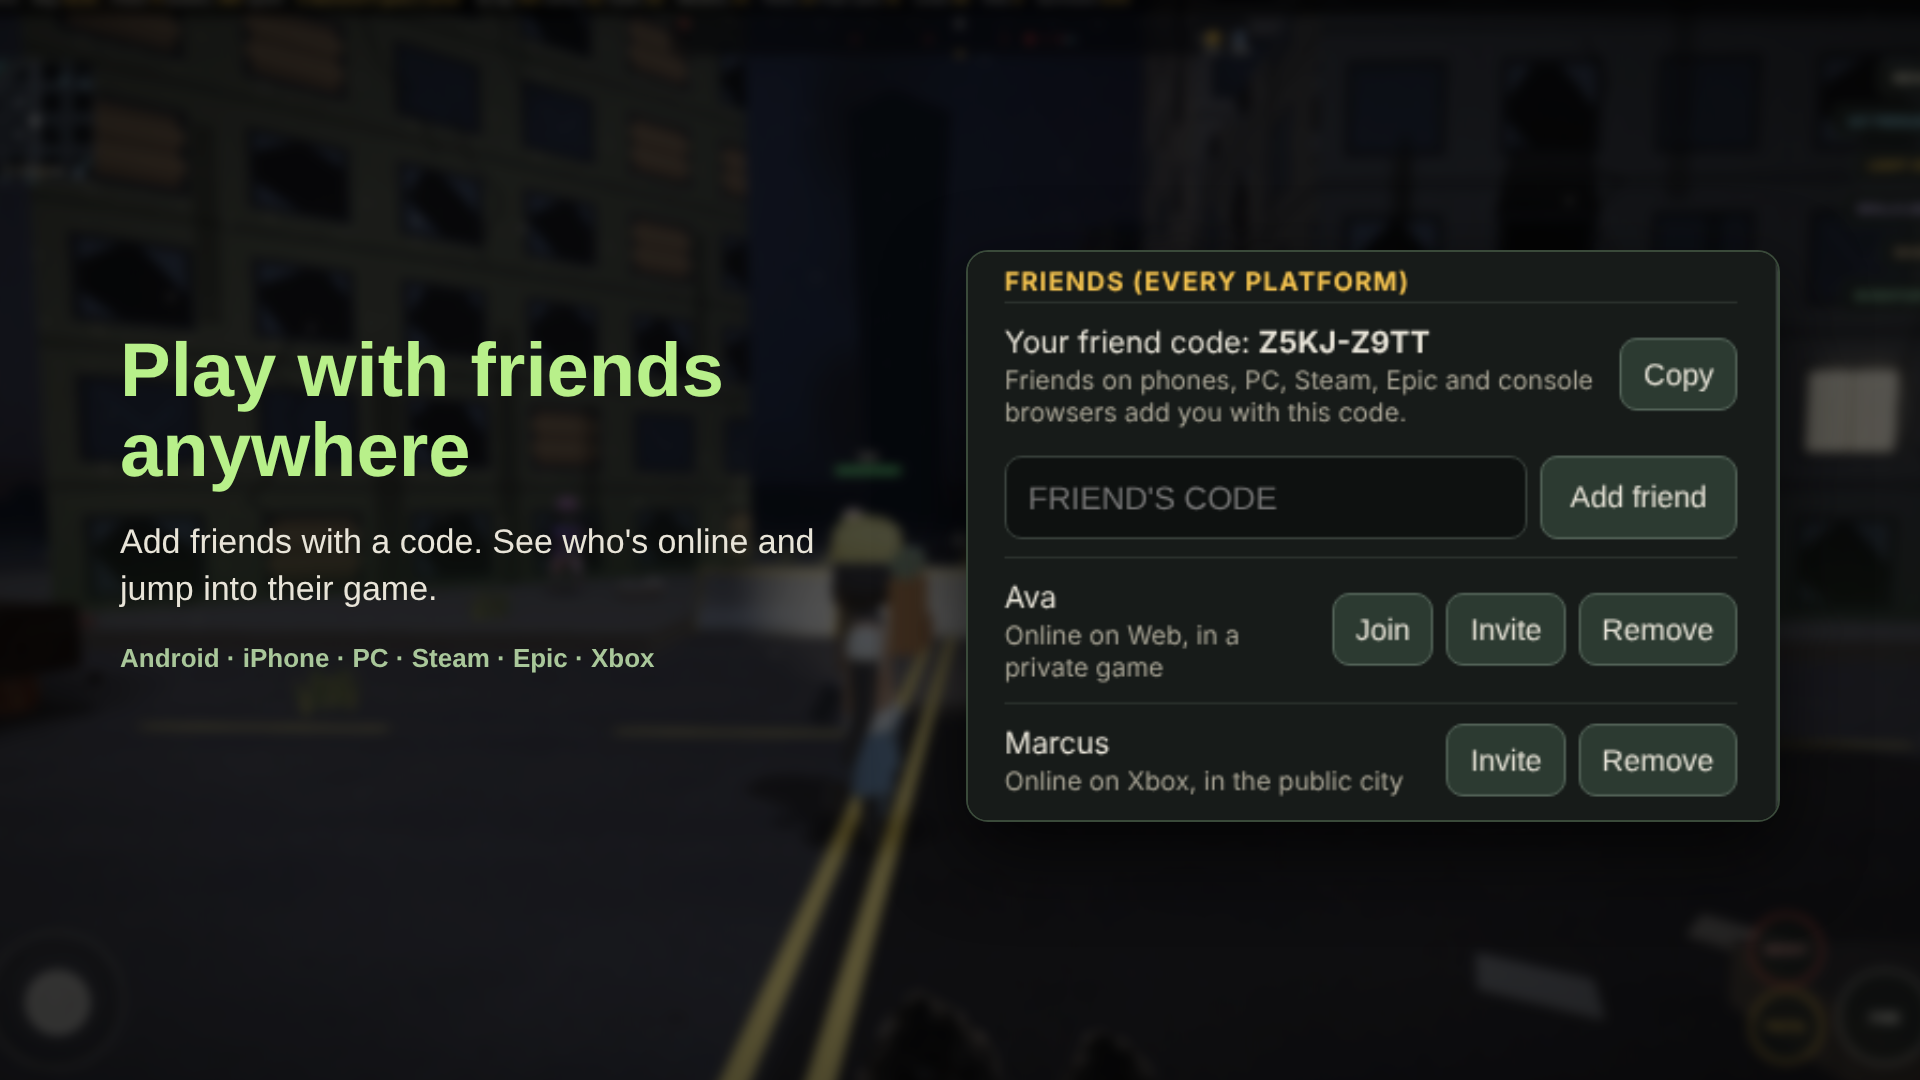 Play with friends
anywhere
Add friends with a code. See who's online and
jump into their game.
Android · iPhone · PC · Steam · Epic · Xbox
FRIENDS (EVERY PLATFORM)
Your friend code: Z5KJ-Z9TT
Friends on phones, PC, Steam, Epic and console
browsers add you with this code.
Copy
FRIEND'S CODE
Add friend
Ava
Online on Web, in a
private game
Join
Invite
Remove
Marcus
Online on Xbox, in the public city
Invite
Remove